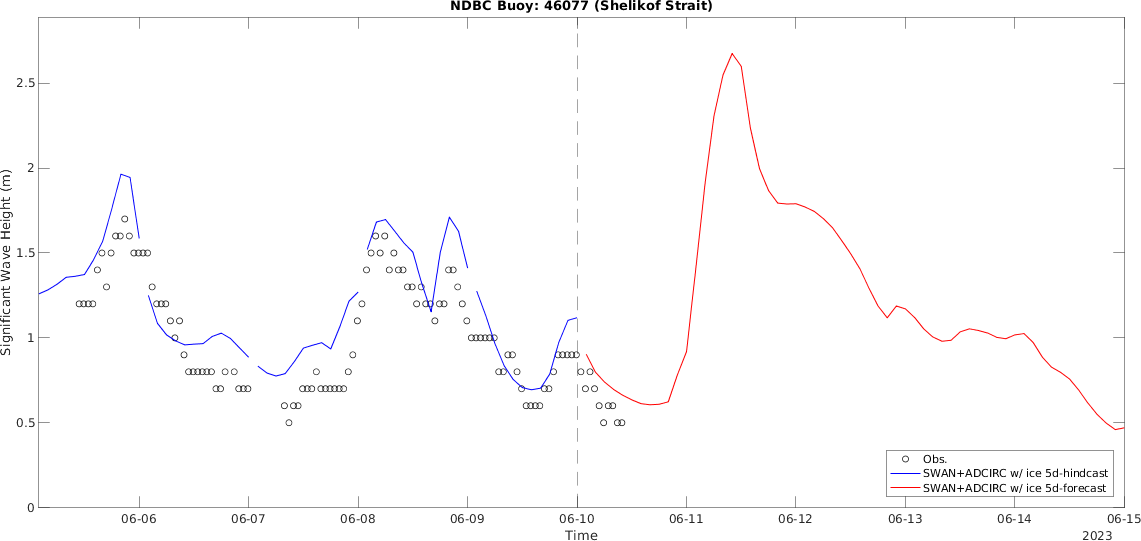 NDBC Buoy: 46077 (Shelikof Strait)
2.5
2
1.5
1
0.5
0
Significant Wave Height (m)
Obs.
SWAN+ADCIRC w/ ice 5d-hindcast
SWAN+ADCIRC w/ ice 5d-forecast
06-06 06-07 06-08 06-09 06-10 06-11 06-12 06-13 06-14 06-15
Time
2023